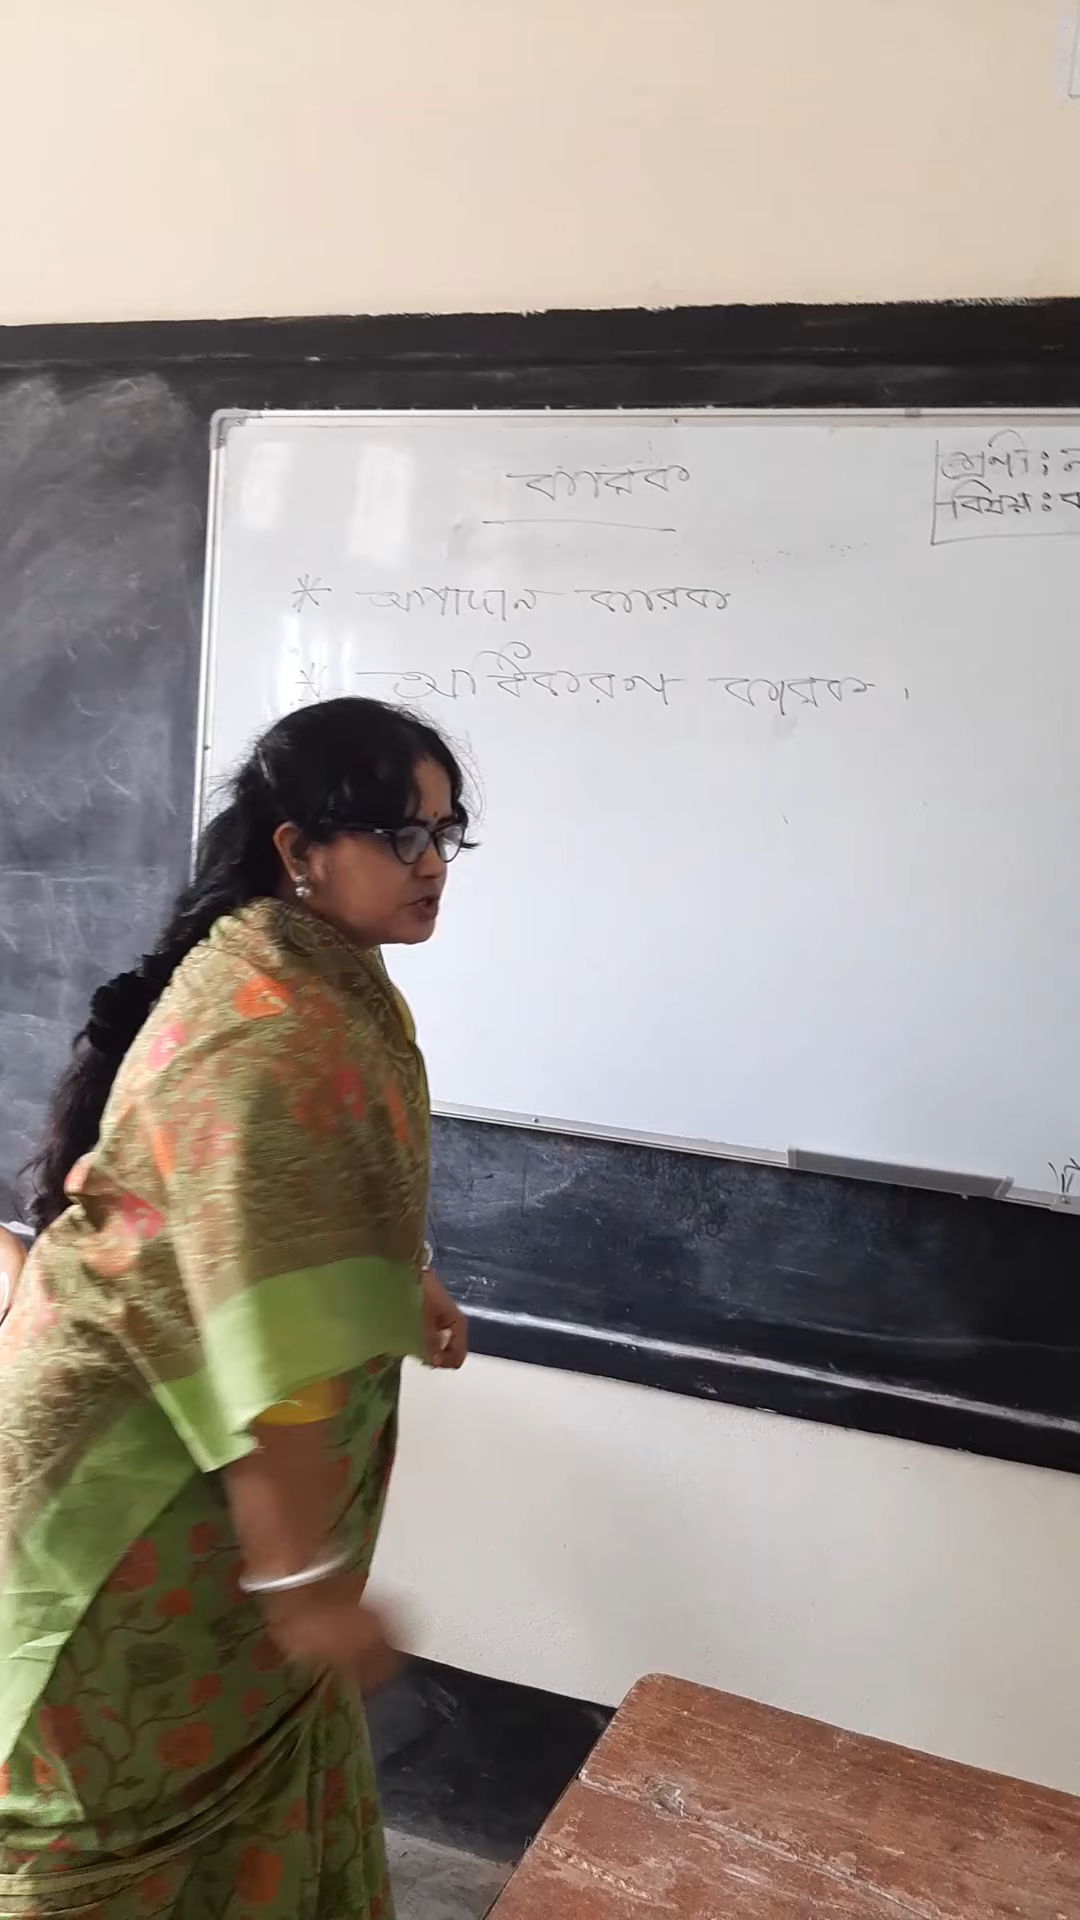 কারক
শ্রেণী : ন
বিষয় : ব
* অপাদান কারক
* অধিকরণ কারক ।